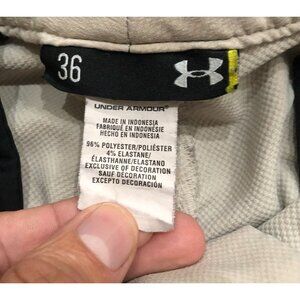 36
UNDER ARMOUR
MADE IN INDONESIA
FABRIQUÉ EN INDONÉSIE
HECHO EN INDONESIA
96% POLYESTER/POLIÉSTER
4% ELASTANE/
ÉLASTHANNE/ELASTANO
EXCLUSIVE OF DECORATION
SAUF DÉCORATION
EXCEPTO DECORACIÓN